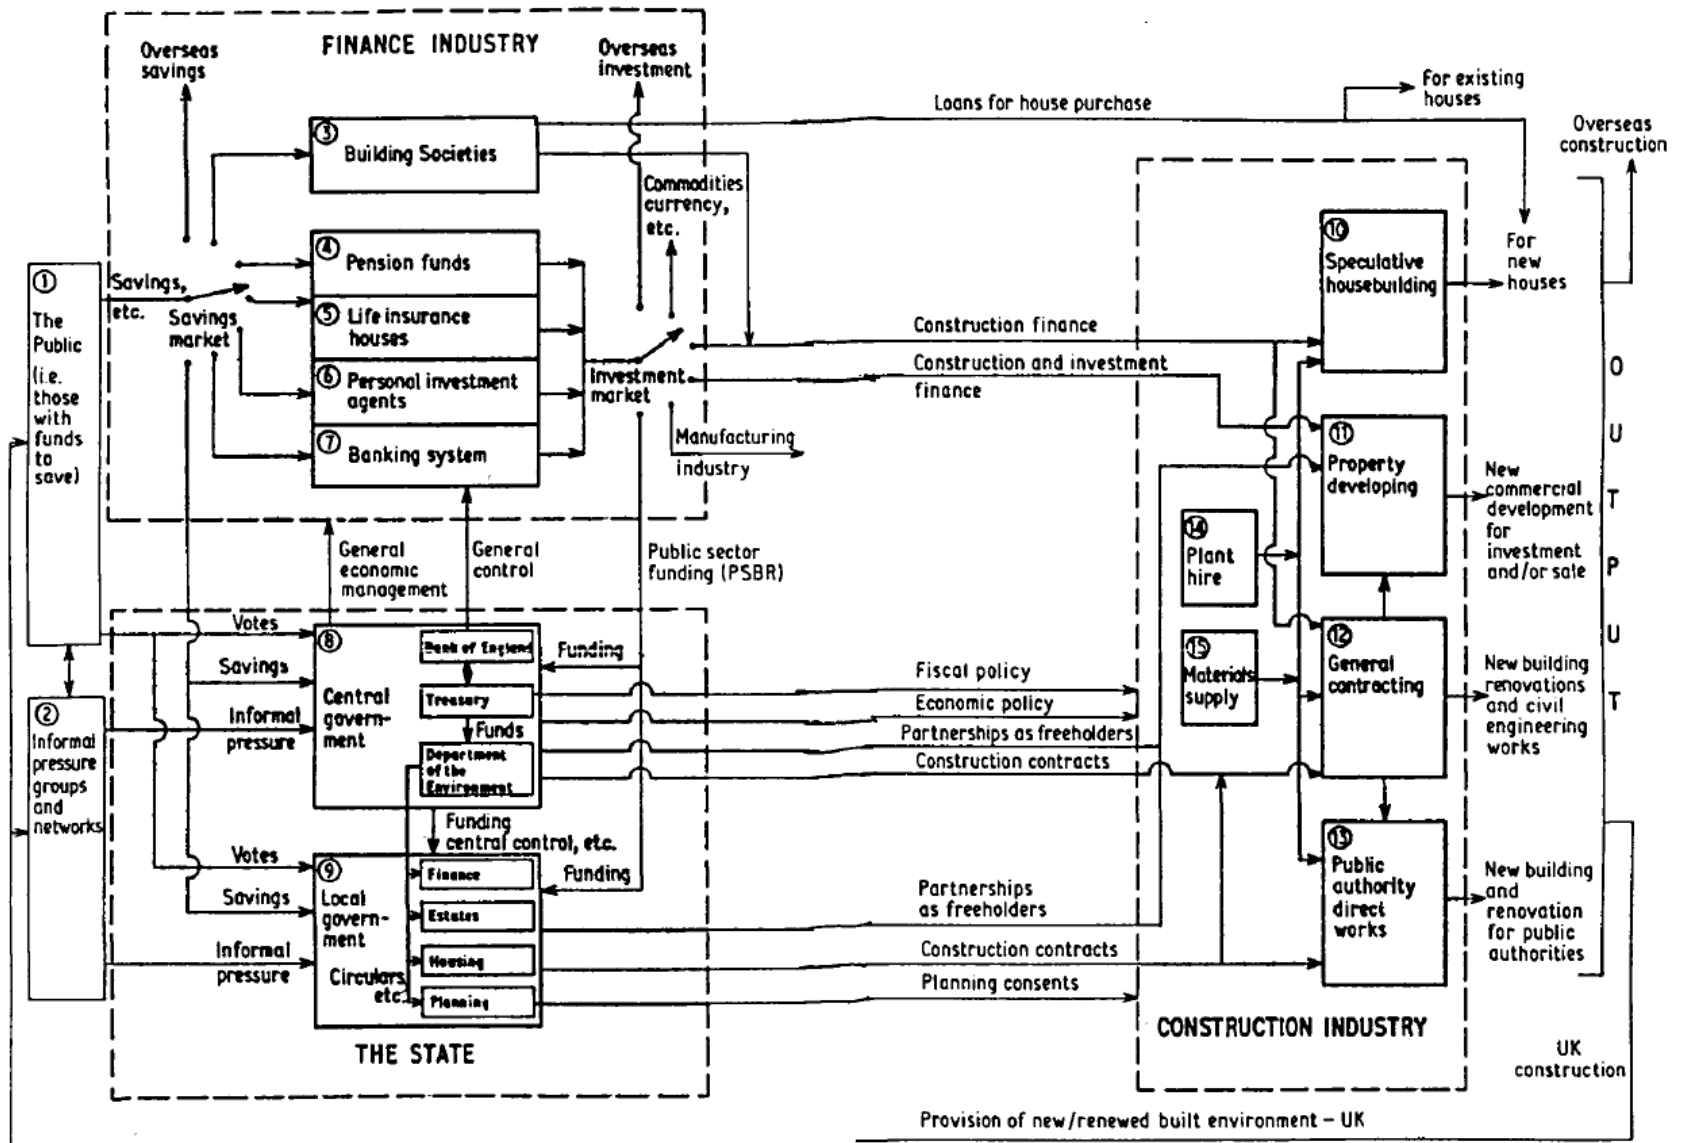 FINANCE INDUSTRY
Overseas
savings
Overseas
investment
Loans for house purchase
For existing
houses
Overseas
construction
3
Building Societies
Commodities
currency,
etc.
4
Pension funds
5
Life insurance
houses
6
Personal investment
agents
7
Banking system
1
The
Public
(i.e.
those
with
funds
to
save)
Savings,
etc.
Savings
market
Investment
market
Manufacturing
industry
Construction finance
Construction and investment
finance
10
Speculative
housebuilding
For
new
houses
11
Property
developing
New
commercial
development
for
investment
and/or sale
O
U
T
P
U
T
14
Plant
hire
15
Materials
supply
12
General
contracting
New building
renovations
and civil
engineering
works
13
Public
authority
direct
works
New building
and
renovation
for public
authorities
General
economic
management
General
control
Public sector
funding (PSBR)
Votes
Savings
Informal
pressure
2
Informal
pressure
groups
and
networks
8
Central
govern-
ment
Bank of England
Treasury
Funds
Department
of the
Environment
Funding
Fiscal policy
Economic policy
Partnerships as freeholders
Construction contracts
Funding
central control, etc.
Votes
Savings
Informal
pressure
9
Local
govern-
ment
Circulars,
etc.
Finance
Estates
Housing
Planning
Funding
Partnerships
as freeholders
Construction contracts
Planning consents
THE STATE
CONSTRUCTION INDUSTRY
UK
construction
Provision of new/renewed built environment – UK